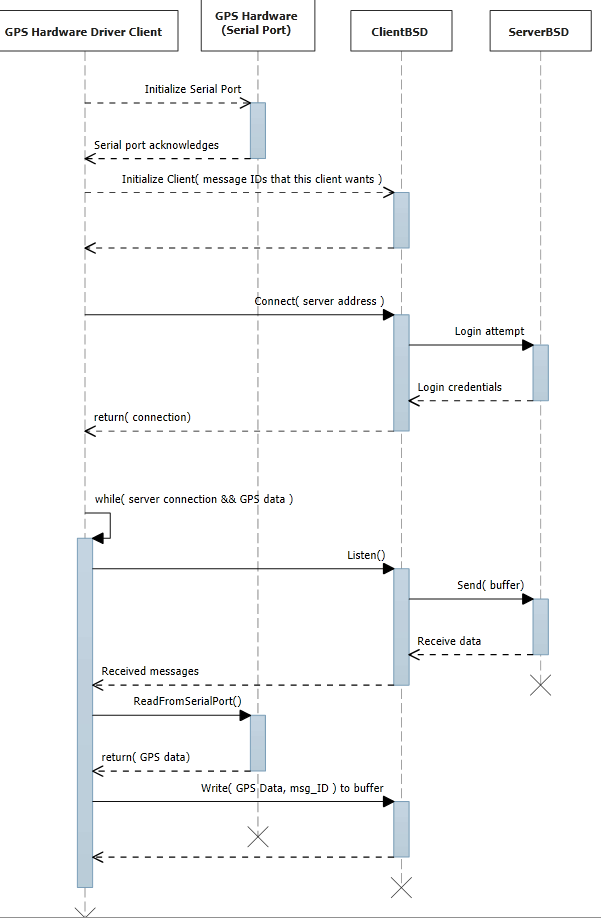 GPS Hardware Driver Client
GPS Hardware
(Serial Port)
ClientBSD
ServerBSD
Initialize Serial Port
Serial port acknowledges
Initialize Client( message IDs that this client wants )
Connect( server address )
Login attempt
Login credentials
return( connection)
while( server connection && GPS data )
Listen()
Send( buffer)
Receive data
Received messages
ReadFromSerialPort()
return( GPS data)
Write( GPS Data, msg_ID ) to buffer